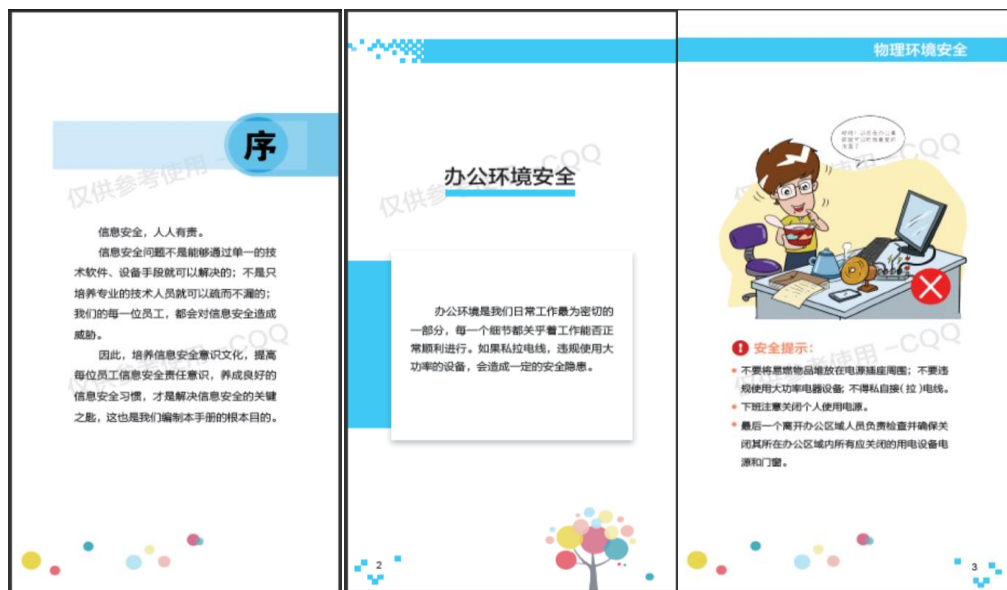 序
信息安全，人人有责。
信息安全问题不是能够通过单一的技
术软件、设备手段就可以解决的；不是只
培养专业的技术人员就可以疏而不漏的；
我们的每一位员工，都会对信息安全造成
威胁。
因此，培养信息安全意识文化，提高
每位员工信息安全责任意识，养成良好的
信息安全习惯，才是解决信息安全的关键
之匙，这也是我们编制本手册的根本目的。
仅供参考使用 -CQQ
办公环境安全
办公环境是我们日常工作最为密切的
一部分，每一个细节都关乎着工作能否正
常顺利进行。如果私拉电线，违规使用大
功率的设备，会造成一定的安全隐患。
2
物理环境安全
安全提示：
不要将易燃物品堆放在电源插座周围；不要违
规使用大功率电器设备；不得私自接（拉）电线。
下班注意关闭个人使用电源。
最后一个离开办公区域人员负责检查并确保关
闭其所在办公区域内所有应关闭的用电设备电
源和门窗。
3